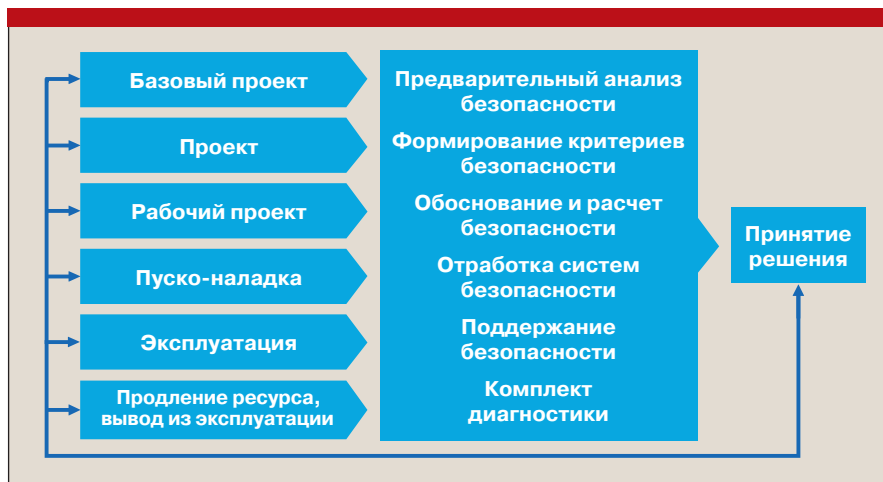 Базовый проект
Проект
Рабочий проект
Пуско-наладка
Эксплуатация
Продление ресурса,
вывод из эксплуатации
Предварительный анализ
безопасности
Формирование критериев
безопасности
Обоснование и расчет
безопасности
Отработка систем
безопасности
Поддержание
безопасности
Комплект
диагностики
Принятие
решения